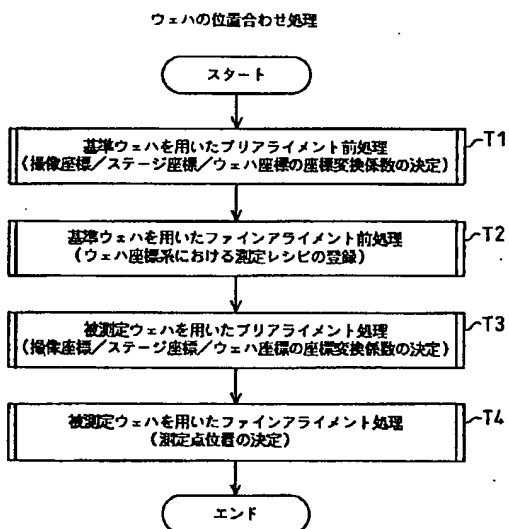 ウェハの位置合わせ処理
スタート
基準ウェハを用いたプリアライメント前処理
(撮像座標/ステージ座標/ウェハ座標の座標変換係数の決定)
T1
基準ウェハを用いたファインアライメント前処理
(ウェハ座標系における測定レシピの登録)
T2
被測定ウェハを用いたプリアライメント処理
(撮像座標/ステージ座標/ウェハ座標の座標変換係数の決定)
T3
被測定ウェハを用いたファインアライメント処理
(測定点位置の決定)
T4
エンド